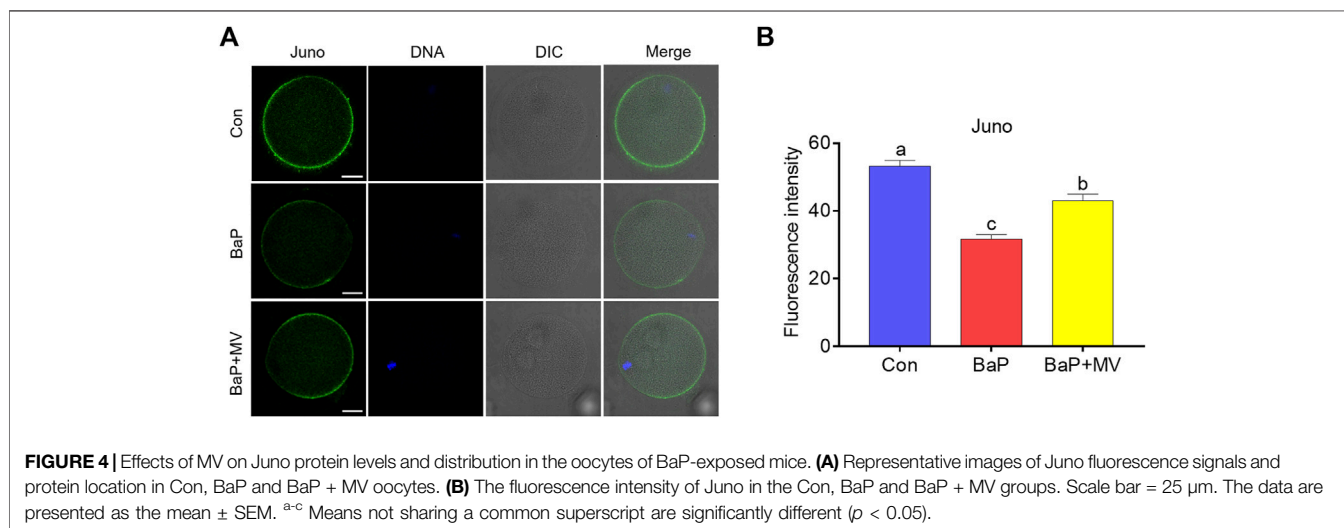 A
Juno DNA DIC Merge
Con
BaP
BaP+MV
B
Juno
Fluorescence intensity
60
40
20
0
a
c
b
Con BaP BaP+MV
FIGURE 4 | Effects of MV on Juno protein levels and distribution in the oocytes of BaP-exposed mice. (A) Representative images of Juno fluorescence signals and
protein location in Con, BaP and BaP + MV oocytes. (B) The fluorescence intensity of Juno in the Con, BaP and BaP + MV groups. Scale bar = 25 μm. The data are
presented as the mean ± SEM. a-c Means not sharing a common superscript are significantly different (p < 0.05).